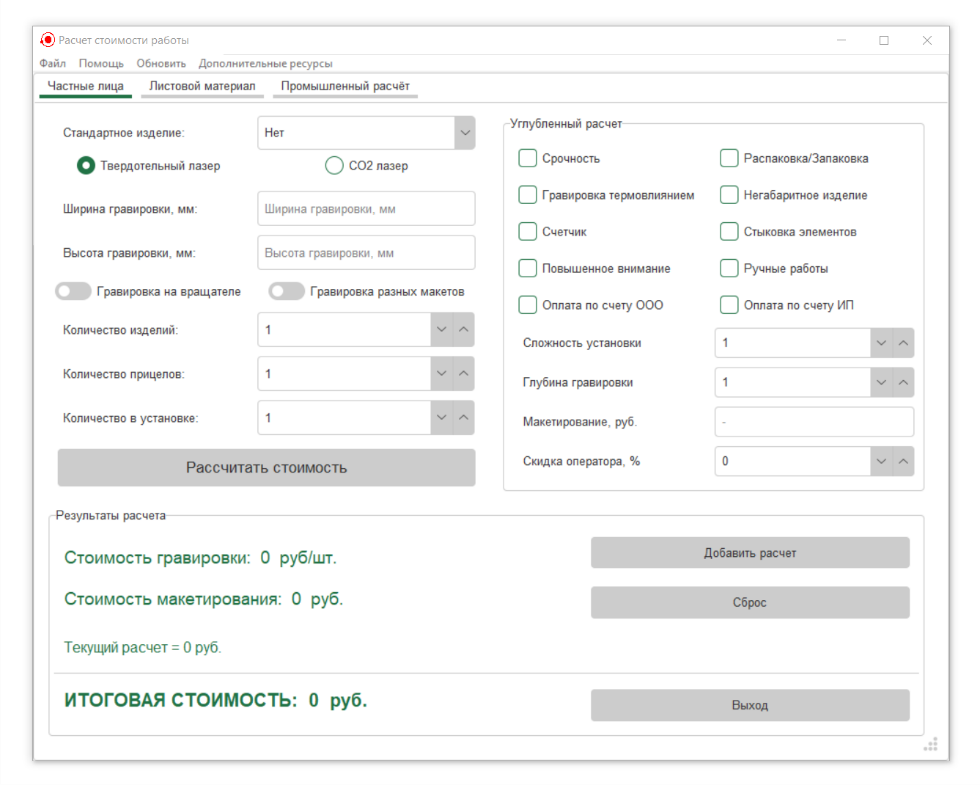 Расчет стоимости работы
Файл Помощь Обновить Дополнительные ресурсы
Частные лица Листовой материал Промышленный расчёт
Стандартное изделие: Нет
Твердотельный лазер CO2 лазер
Ширина гравировки, мм: Ширина гравировки, мм
Высота гравировки, мм: Высота гравировки, мм
Гравировка на вращателе Гравировка разных макетов
Количество изделий: 1
Количество прицелов: 1
Количество в установке: 1
Рассчитать стоимость
Углубленный расчет
Срочность Распаковка/Запаковка
Гравировка термовлиянием Негабаритное изделие
Счетчик Стыковка элементов
Повышенное внимание Ручные работы
Оплата по счету ООО Оплата по счету ИП
Сложность установки 1
Глубина гравировки 1
Макетирование, руб. -
Скидка оператора, % 0
Результаты расчета
Стоимость гравировки: 0 руб/шт. Добавить расчет
Стоимость макетирования: 0 руб. Сброс
Текущий расчет = 0 руб.
ИТОГОВАЯ СТОИМОСТЬ: 0 руб. Выход